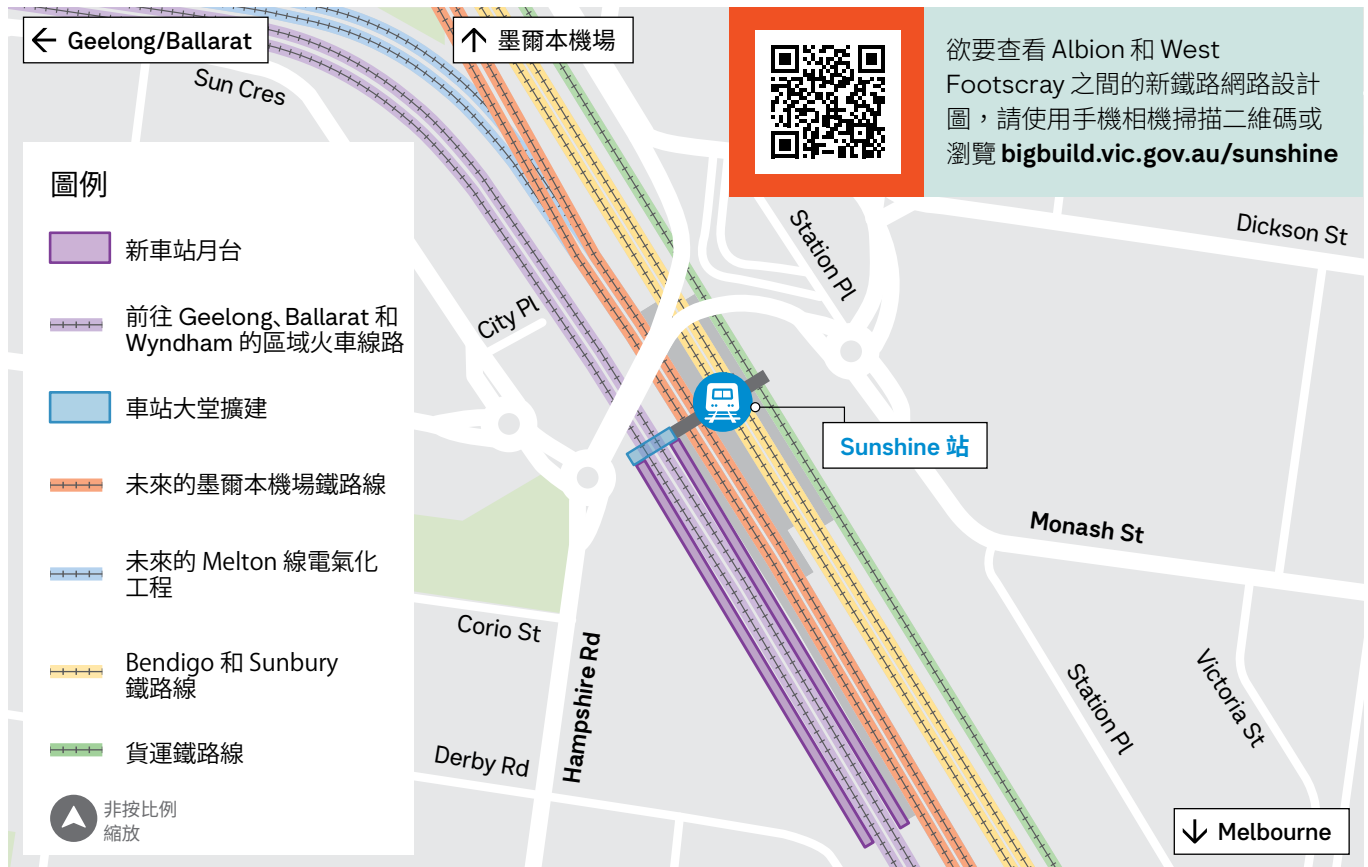 ← Geelong/Ballarat
↑ 墨爾本機場
欲要查看 Albion 和 West
Footscray 之間的新鐵路網路設計
圖，請使用手機相機掃描二維碼或
瀏覽 bigbuild.vic.gov.au/sunshine
Sun Cres
圖例
新車站月台
前往 Geelong、Ballarat 和
Wyndham 的區域火車線路
車站大堂擴建
未來的墨爾本機場鐵路線
未來的 Melton 線電氣化
工程
Bendigo 和 Sunbury
鐵路線
貨運鐵路線
非按比例
縮放
City Pl
Station Pl
Dickson St
Sunshine 站
Monash St
Corio St
Hampshire Rd
Derby Rd
Station Pl
Victoria St
↓ Melbourne